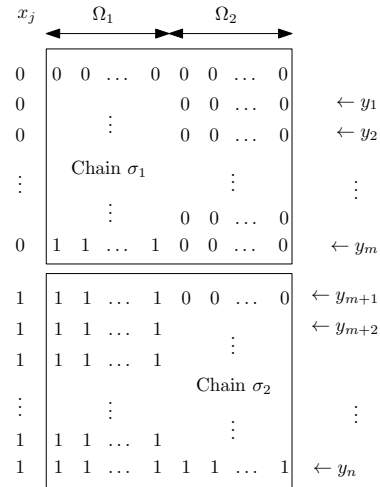 x_j Ω_1 Ω_2
0 0 0 … 0 0 0 … 0
0 0 0 … 0 ← y_1
0 ⋮ 0 0 … 0 ← y_2
⋮ Chain σ_1 ⋮ ⋮
⋮ 0 0 … 0
0 1 1 … 1 0 0 … 0 ← y_m
1 1 1 … 1 0 0 … 0 ← y_{m+1}
1 1 1 … 1 ← y_{m+2}
1 1 1 … 1 ⋮
Chain σ_2
⋮ ⋮ ⋮
1 1 1 … 1 ⋮
1 1 1 … 1 1 1 … 1 ← y_n